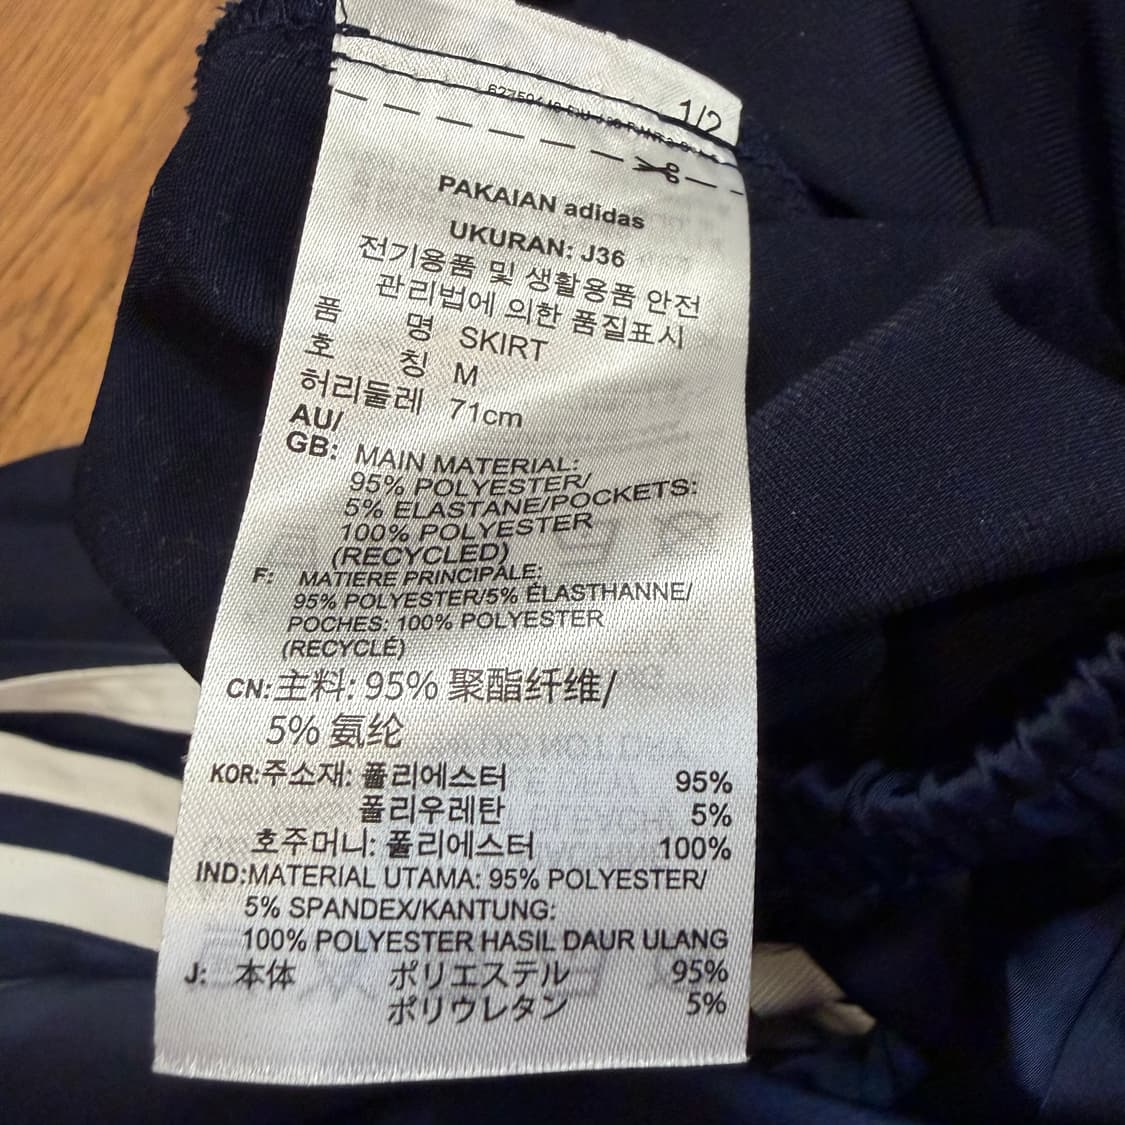 1/2
PAKAIAN adidas
UKURAN: J36
전기용품 및 생활용품 안전
관리법에 의한 품질표시
품 명 SKIRT
호 칭 M
허리둘레 71cm
AU/
GB: MAIN MATERIAL:
95% POLYESTER/
5% ELASTANE/POCKETS:
100% POLYESTER
(RECYCLED)
F: MATIERE PRINCIPALE:
95% POLYESTER/5% ÉLASTHANNE/
POCHES: 100% POLYESTER
(RECYCLÉ)
CN:主料: 95% 聚酯纤维/
5% 氨纶
KOR:주소재: 폴리에스터 95%
폴리우레탄 5%
호주머니: 폴리에스터 100%
IND:MATERIAL UTAMA: 95% POLYESTER/
5% SPANDEX/KANTUNG:
100% POLYESTER HASIL DAUR ULANG
J: 本体 ポリエステル 95%
ポリウレタン 5%